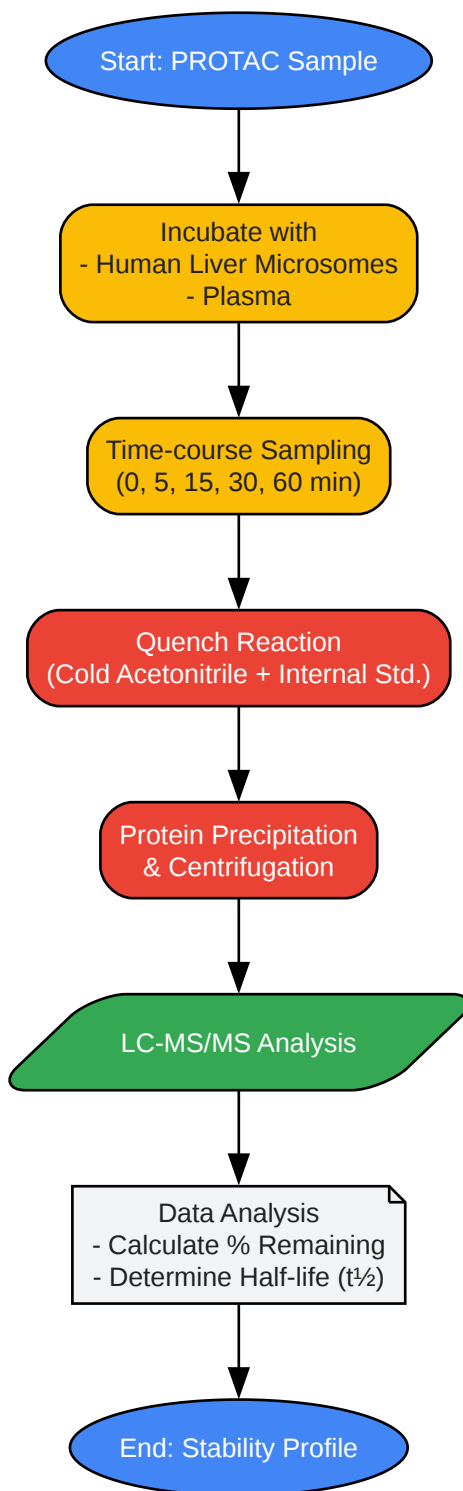 Start: PROTAC Sample
Incubate with
- Human Liver Microsomes
- Plasma
Time-course Sampling
(0, 5, 15, 30, 60 min)
Quench Reaction
(Cold Acetonitrile + Internal Std.)
Protein Precipitation
& Centrifugation
LC-MS/MS Analysis
Data Analysis
- Calculate % Remaining
- Determine Half-life (t½)
End: Stability Profile